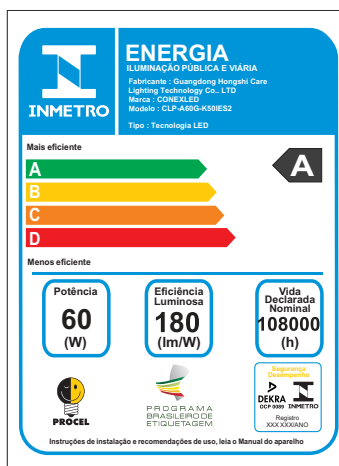 INMETRO
ENERGIA
ILUMINAÇÃO PÚBLICA E VIÁRIA
Fabricante : Guangdong Hongshi Care
Lighting Technology Co.. LTD
Marca : CONEXLED
Modelo : CLP-A60G-K50IES2
Tipo : Tecnologia LED
Mais eficiente
A
B
C
D
A
Menos eficiente
Potência
60
(W)
Eficiência
Luminosa
180
(lm/W)
Vida
Declarada
Nominal
108000
(h)
PROCEL
PROGRAMA
BRASILEIRO DE
ETIQUETAGEM
Segurança
Desempenho
DEKRA
OCP 0089
INMETRO
Registro
XXX XXX/ANO
Instruções de instalação e recomendações de uso, leia o Manual do aparelho